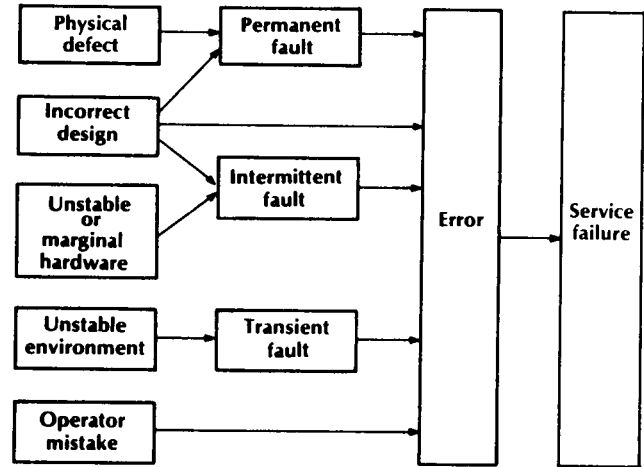 Physical
defect
Permanent
fault
Incorrect
design
Intermittent
fault
Unstable
or
marginal
hardware
Error
Service
failure
Unstable
environment
Transient
fault
Operator
mistake